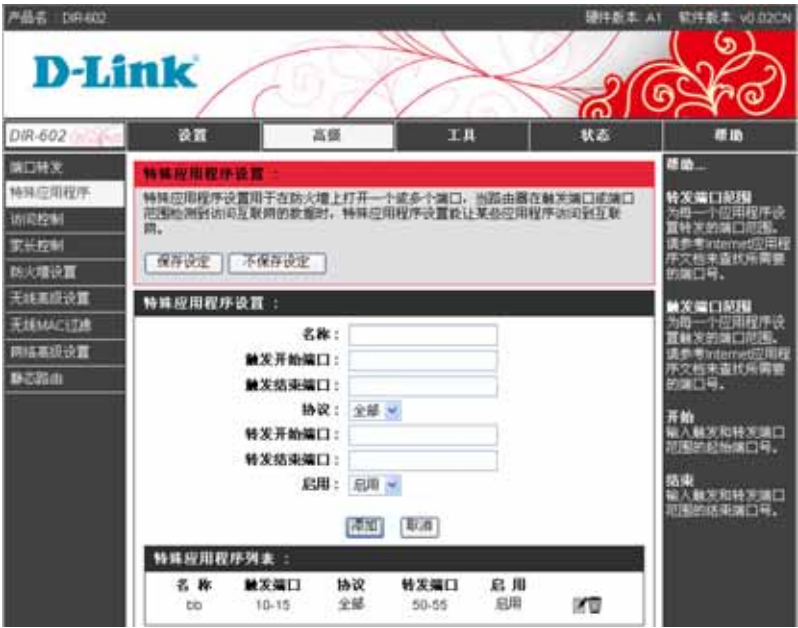 产品名：DIR-602 硬件版本: A1 软件版本: v0.02CN
D-Link
DIR-602 设置 高级 工具 状态 帮助
端口转发
特殊应用程序
访问控制
家长控制
防火墙设置
无线高级设置
无线MAC过滤
网络高级设置
静态路由
特殊应用程序设置：
特殊应用程序设置用于在防火墙上打开一个或多个端口，当路由器在触发端口或端口
范围检测到访问互联网的数据时，特殊应用程序设置能让某些应用程序访问到互联
网。
保存设定 不保存设定
特殊应用程序设置：
名称：
触发开始端口：
触发结束端口：
协议： 全部
转发开始端口：
转发结束端口：
启用： 启用
添加 取消
特殊应用程序列表：
名 称 触发端口 协议 转发端口 启 用
bb 10-15 全部 50-55 启用
帮助...
转发端口范围
为每一个应用程序设
置转发的端口范围。
请参考Internet应用程
序文档来查找所需要
的端口号。
触发端口范围
为每一个应用程序设
置触发的端口范围。
请参考Internet应用程
序文档来查找所需要
的端口号。
开始
输入触发和转发端口
范围的起始端口号。
结束
输入触发和转发端口
范围的结束端口号。